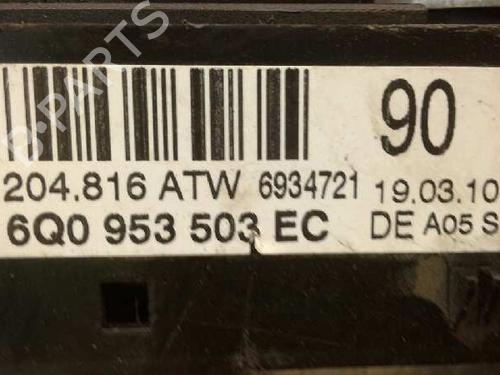 90
204.816 ATW 6934721 19.03.10
6Q0 953 503 EC DE A05 S
B-PARTS